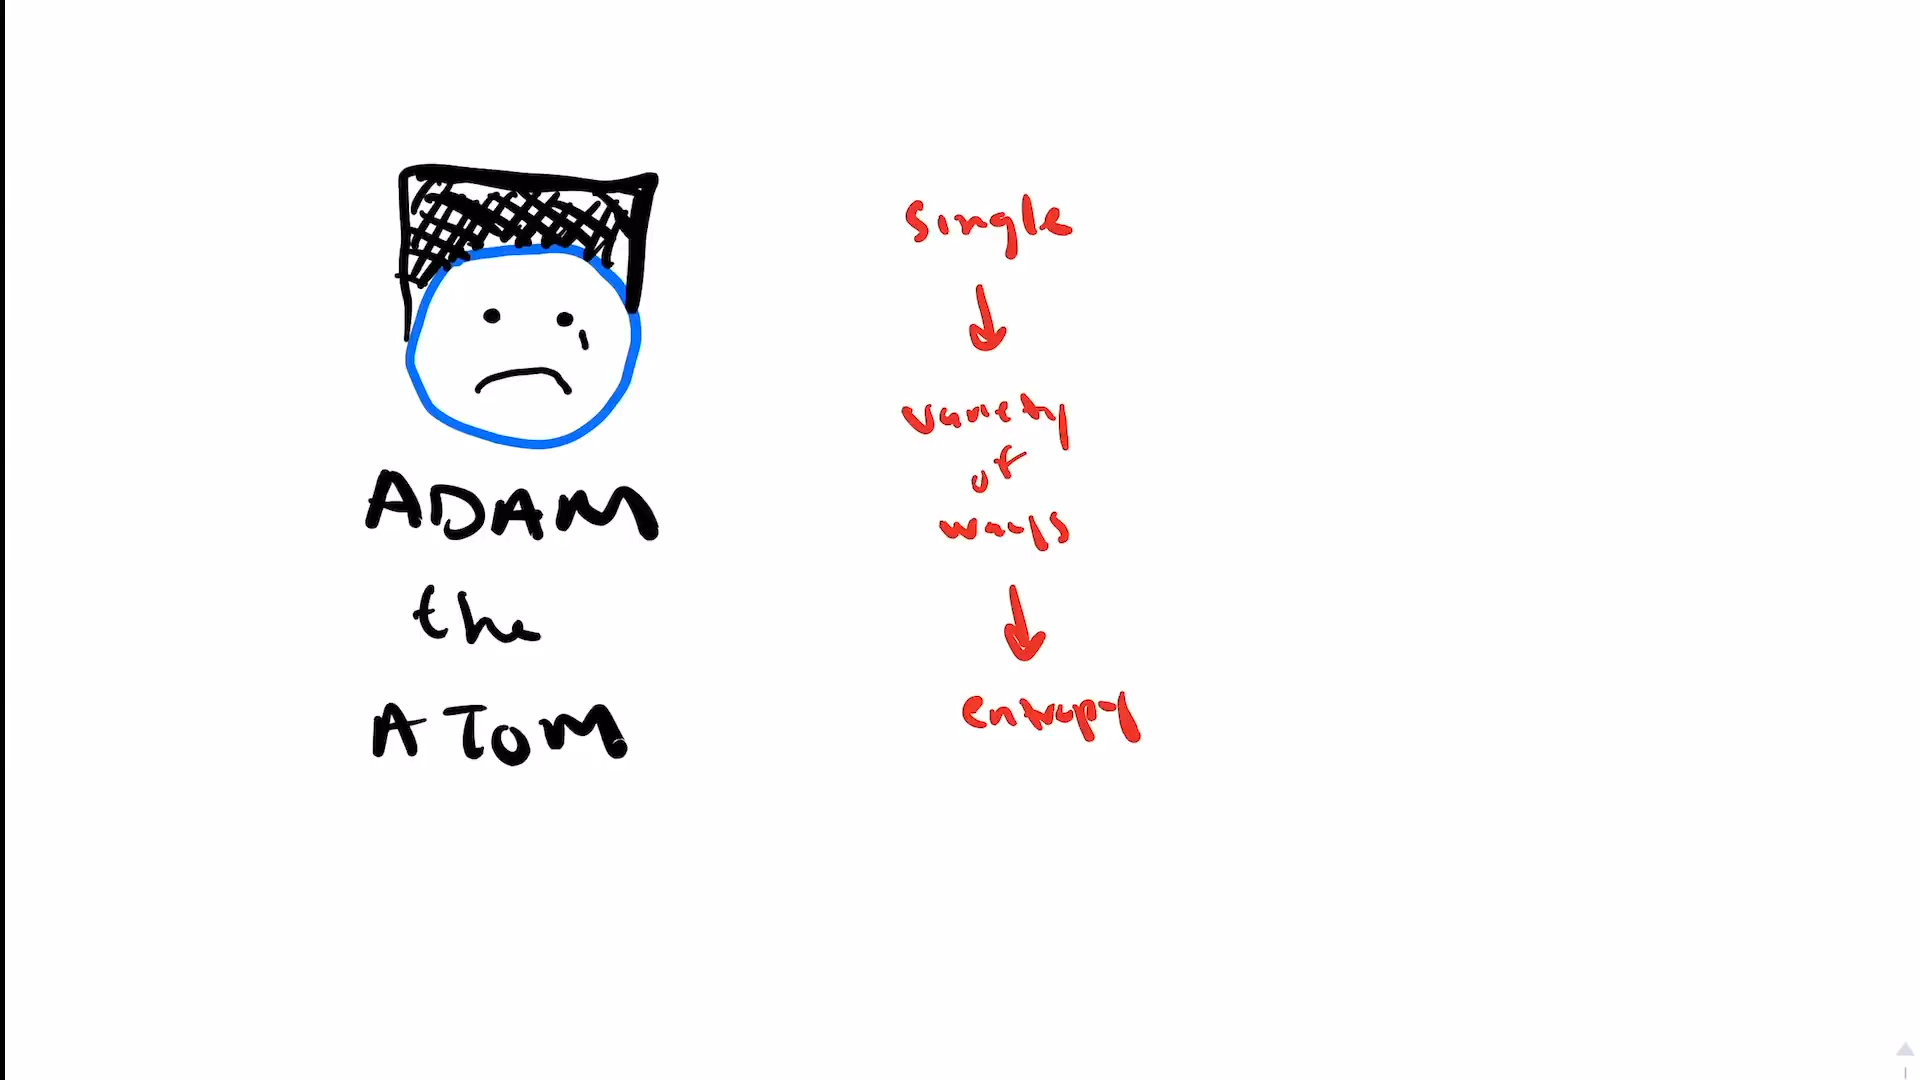 ADAM
the
ATOM
single
variety
of
ways
entropy